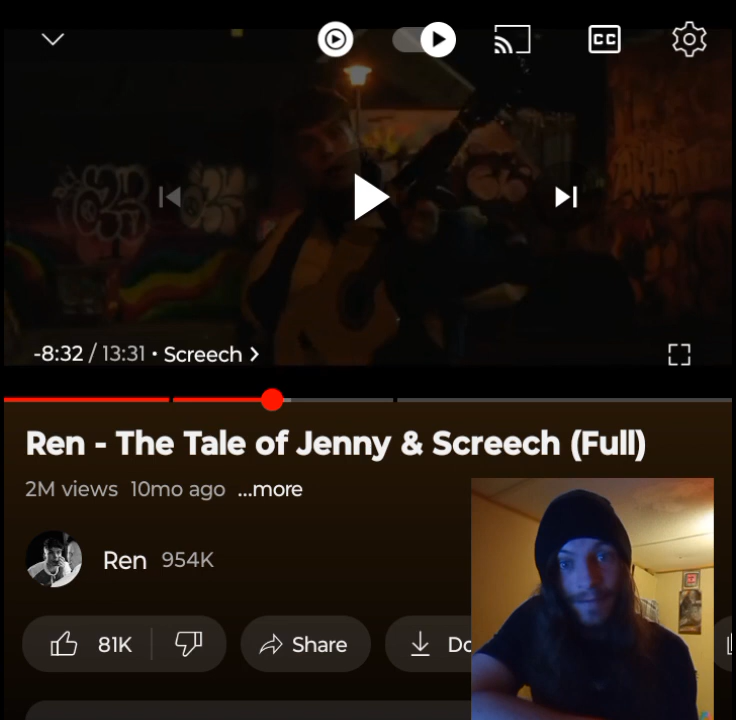 CC
-8:32 / 13:31 • Screech >
Ren - The Tale of Jenny & Screech (Full)
2M views 10mo ago ...more
Ren 954K
81K Share Do